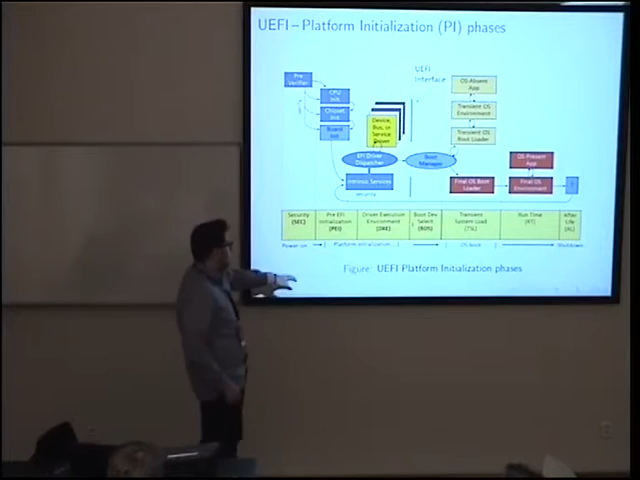 UEFI – Platform Initialization (PI) phases
UEFI
Interface
Pre
Verifier
CPU
Init
Chipset
Init
Board
Init
Device,
Bus, or
Service
Driver
EFI Driver
Dispatcher
Intrinsic Services
security
Boot
Manager
OS-Absent
App
Transient OS
Environment
Transient OS
Boot Loader
OS-Present
App
Final OS Boot
Loader
Final OS
Environment
Security
(SEC)
Pre EFI
Initialization
(PEI)
Driver Execution
Environment
(DXE)
Boot Dev
Select
(BDS)
Transient
System Load
(TSL)
Run Time
(RT)
After
Life
(AL)
Power on
Platform initialization
OS boot
Shutdown
Figure: UEFI Platform Initialization phases